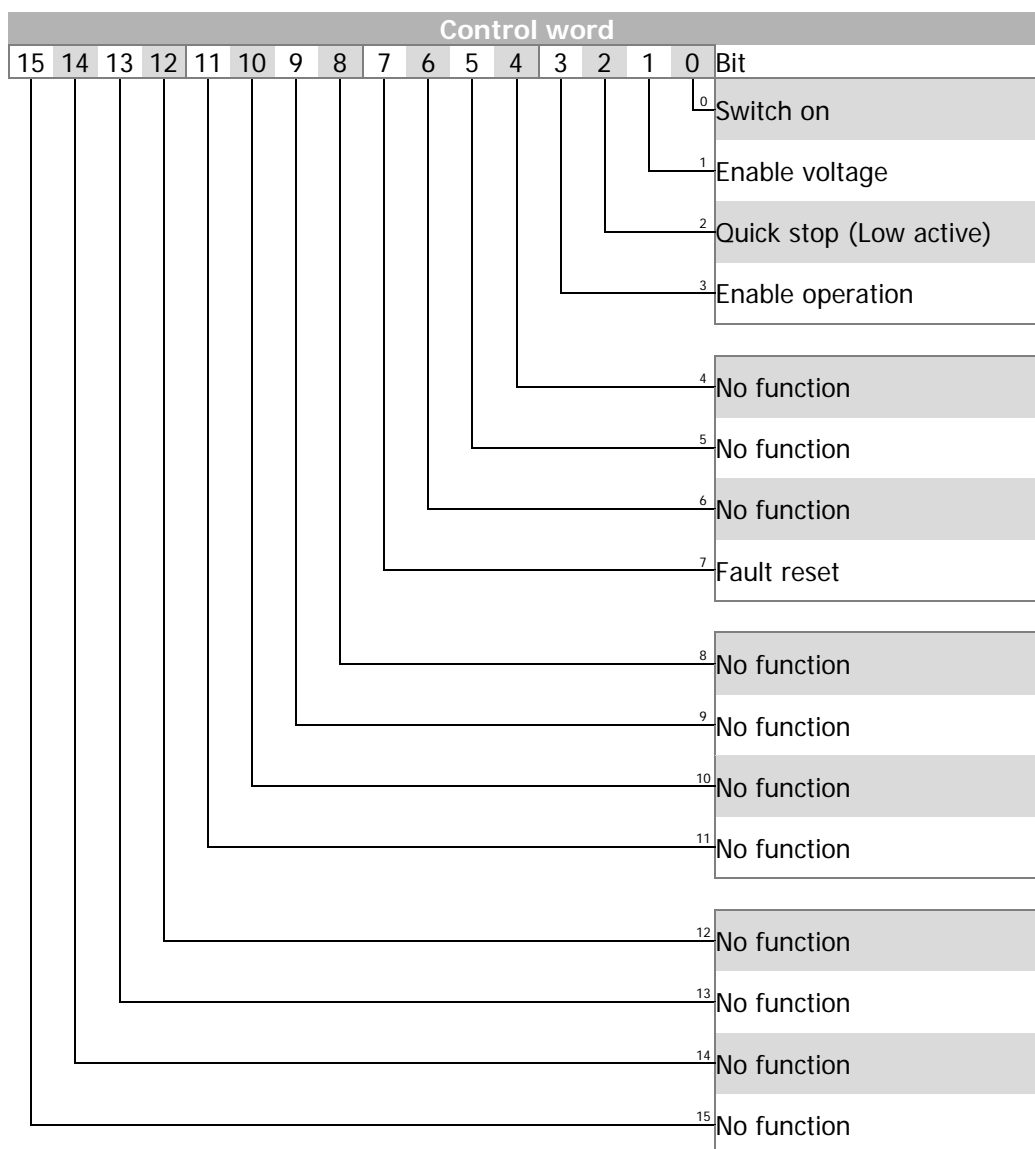 Control word
15 14 13 12 11 10 9 8 7 6 5 4 3 2 1 0 Bit
0 Switch on
1 Enable voltage
2 Quick stop (Low active)
3 Enable operation
4 No function
5 No function
6 No function
7 Fault reset
8 No function
9 No function
10 No function
11 No function
12 No function
13 No function
14 No function
15 No function